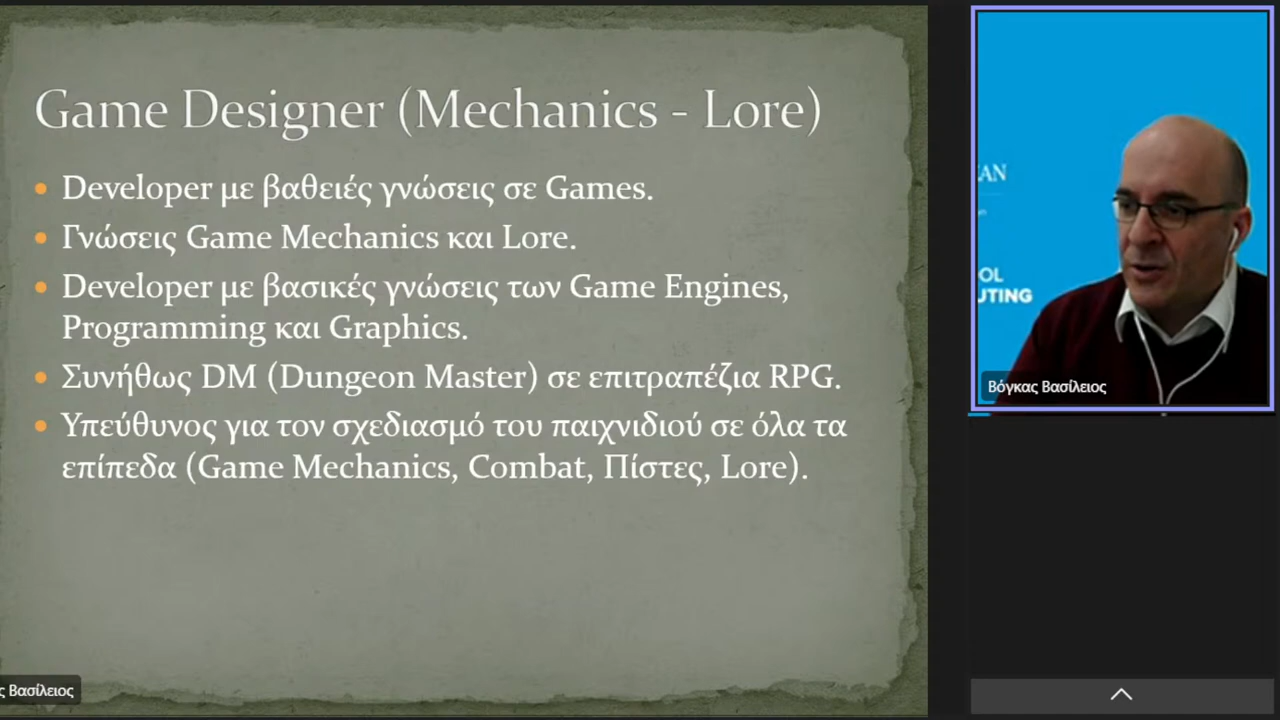 Game Designer (Mechanics - Lore)
• Developer με βαθειές γνώσεις σε Games.
• Γνώσεις Game Mechanics και Lore.
• Developer με βασικές γνώσεις των Game Engines,
Programming και Graphics.
• Συνήθως DM (Dungeon Master) σε επιτραπέζια RPG.
• Υπεύθυνος για τον σχεδιασμό του παιχνιδιού σε όλα τα
επίπεδα (Game Mechanics, Combat, Πίστες, Lore).
ς Βασίλειος
AN
OL
UTING
Βόγκας Βασίλειος